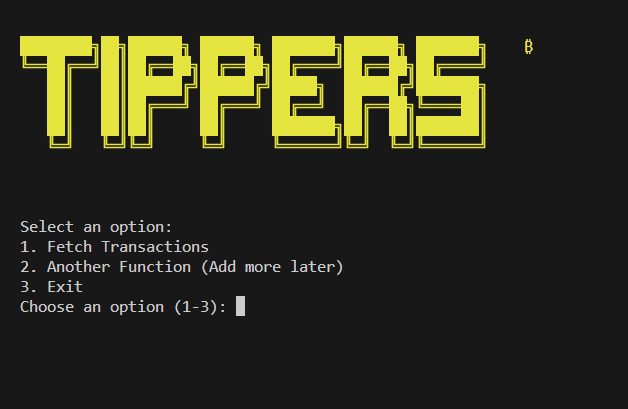 TIPPERS ₿
Select an option:
1. Fetch Transactions
2. Another Function (Add more later)
3. Exit
Choose an option (1-3):